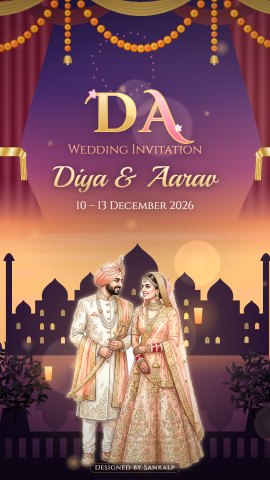 DA
Wedding Invitation
Diya & Aarav
10 – 13 December 2026
Designed by Sankalp